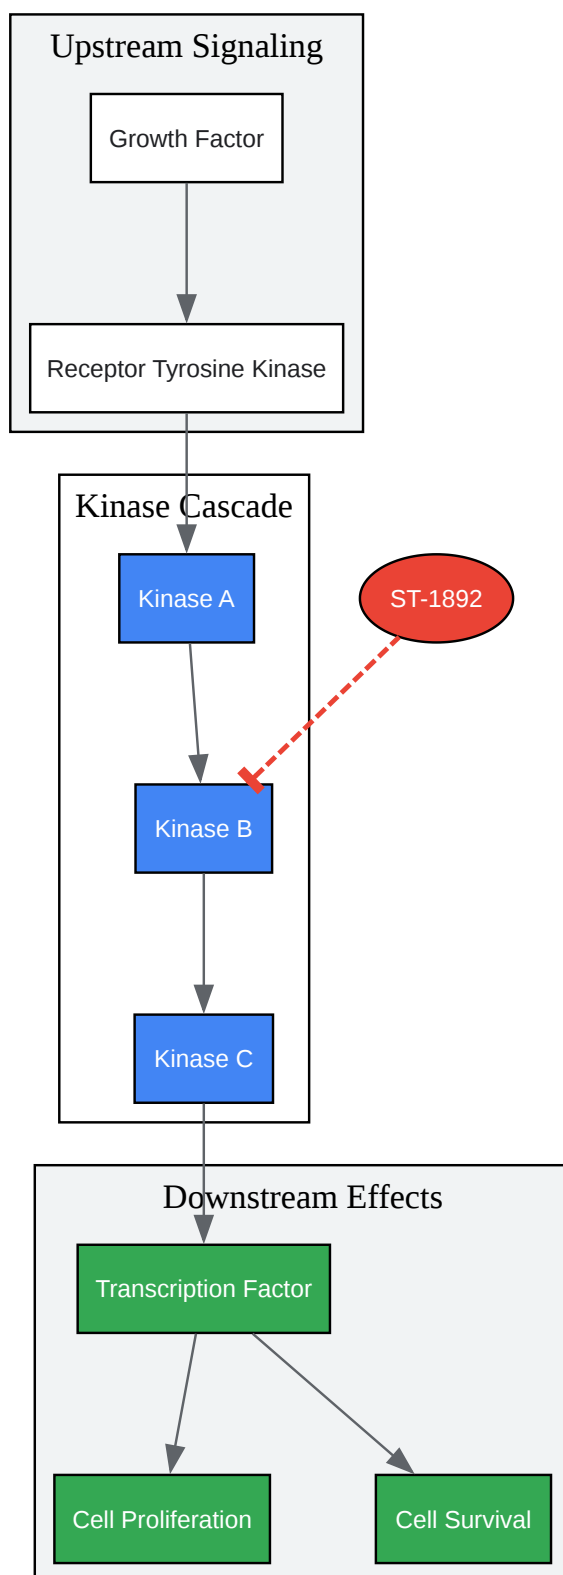 Upstream Signaling
Growth Factor
Receptor Tyrosine Kinase
Kinase Cascade
Kinase A
ST-1892
Kinase B
Kinase C
Downstream Effects
Transcription Factor
Cell Proliferation
Cell Survival